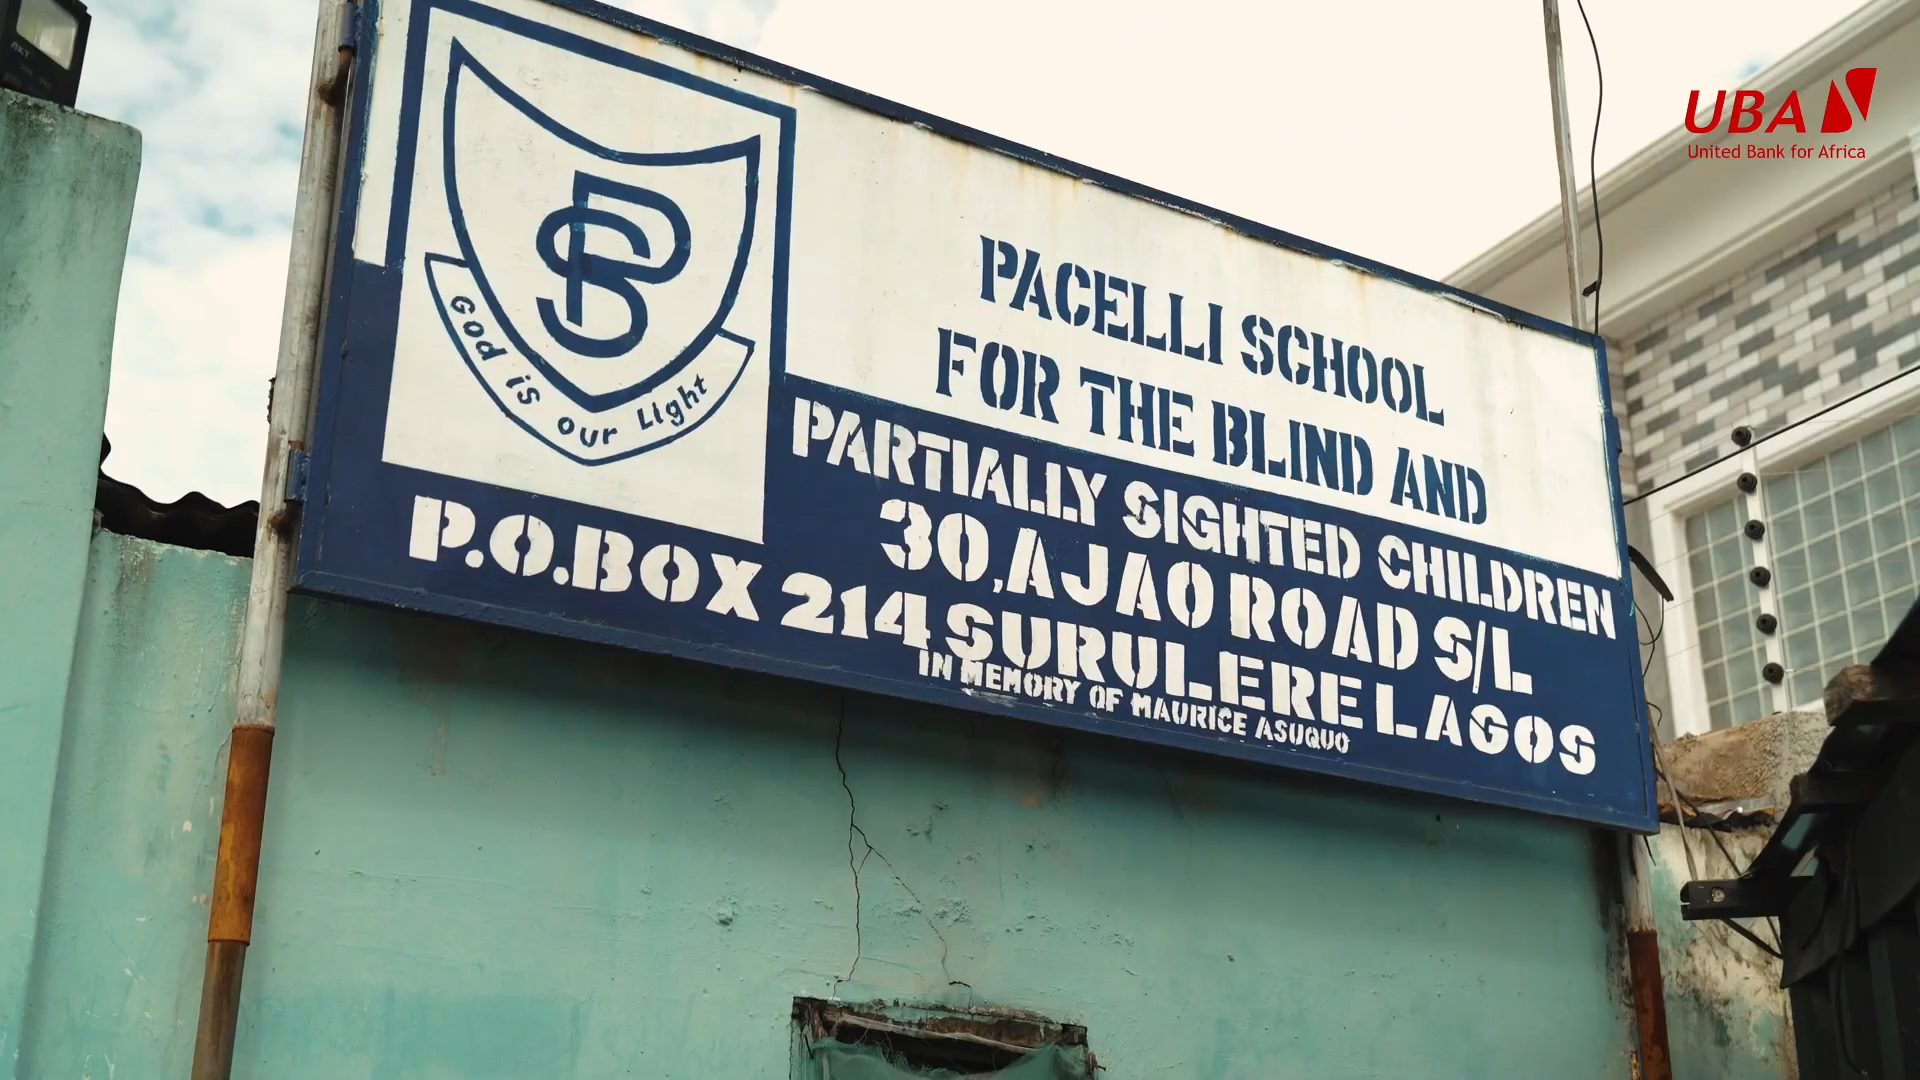 UBA
United Bank for Africa
PS
God is our Light
PACELLI SCHOOL
FOR THE BLIND AND
PARTIALLY SIGHTED CHILDREN
30,AJAO ROAD S/L
P.O.BOX 214 SURULERE LAGOS
IN MEMORY OF MAURICE ASUQUO